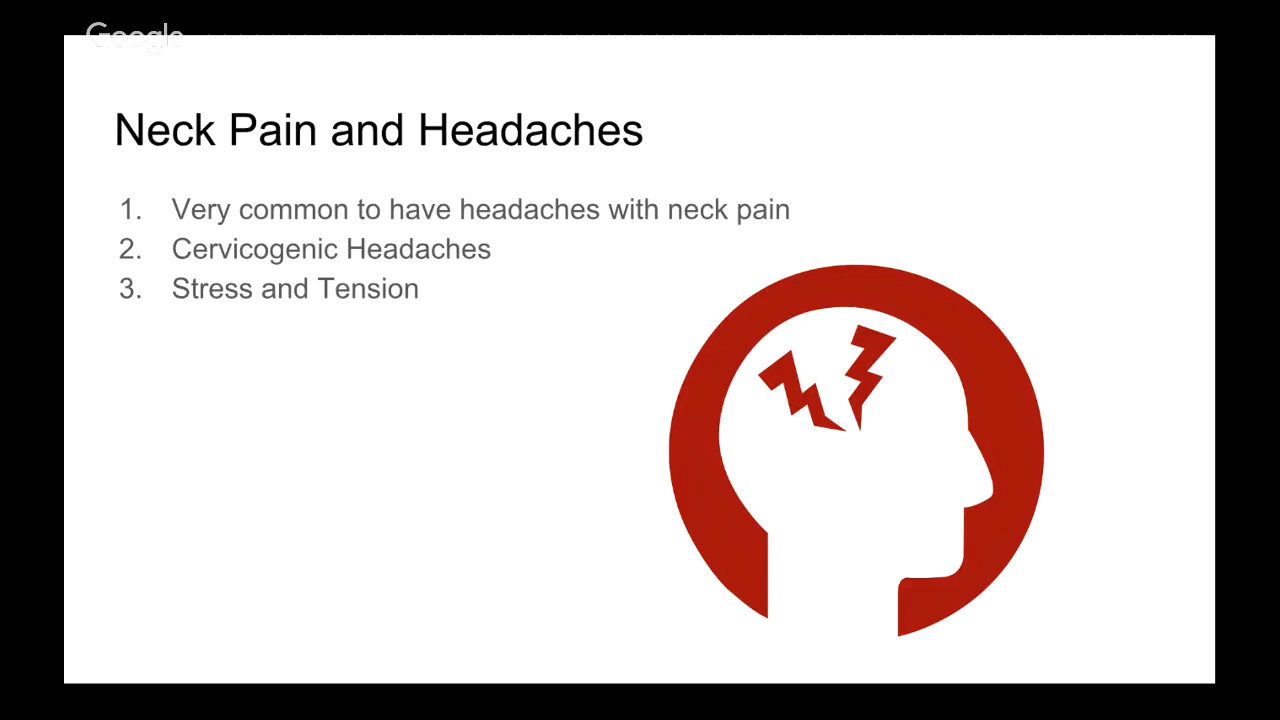 Google
Neck Pain and Headaches
1. Very common to have headaches with neck pain
2. Cervicogenic Headaches
3. Stress and Tension